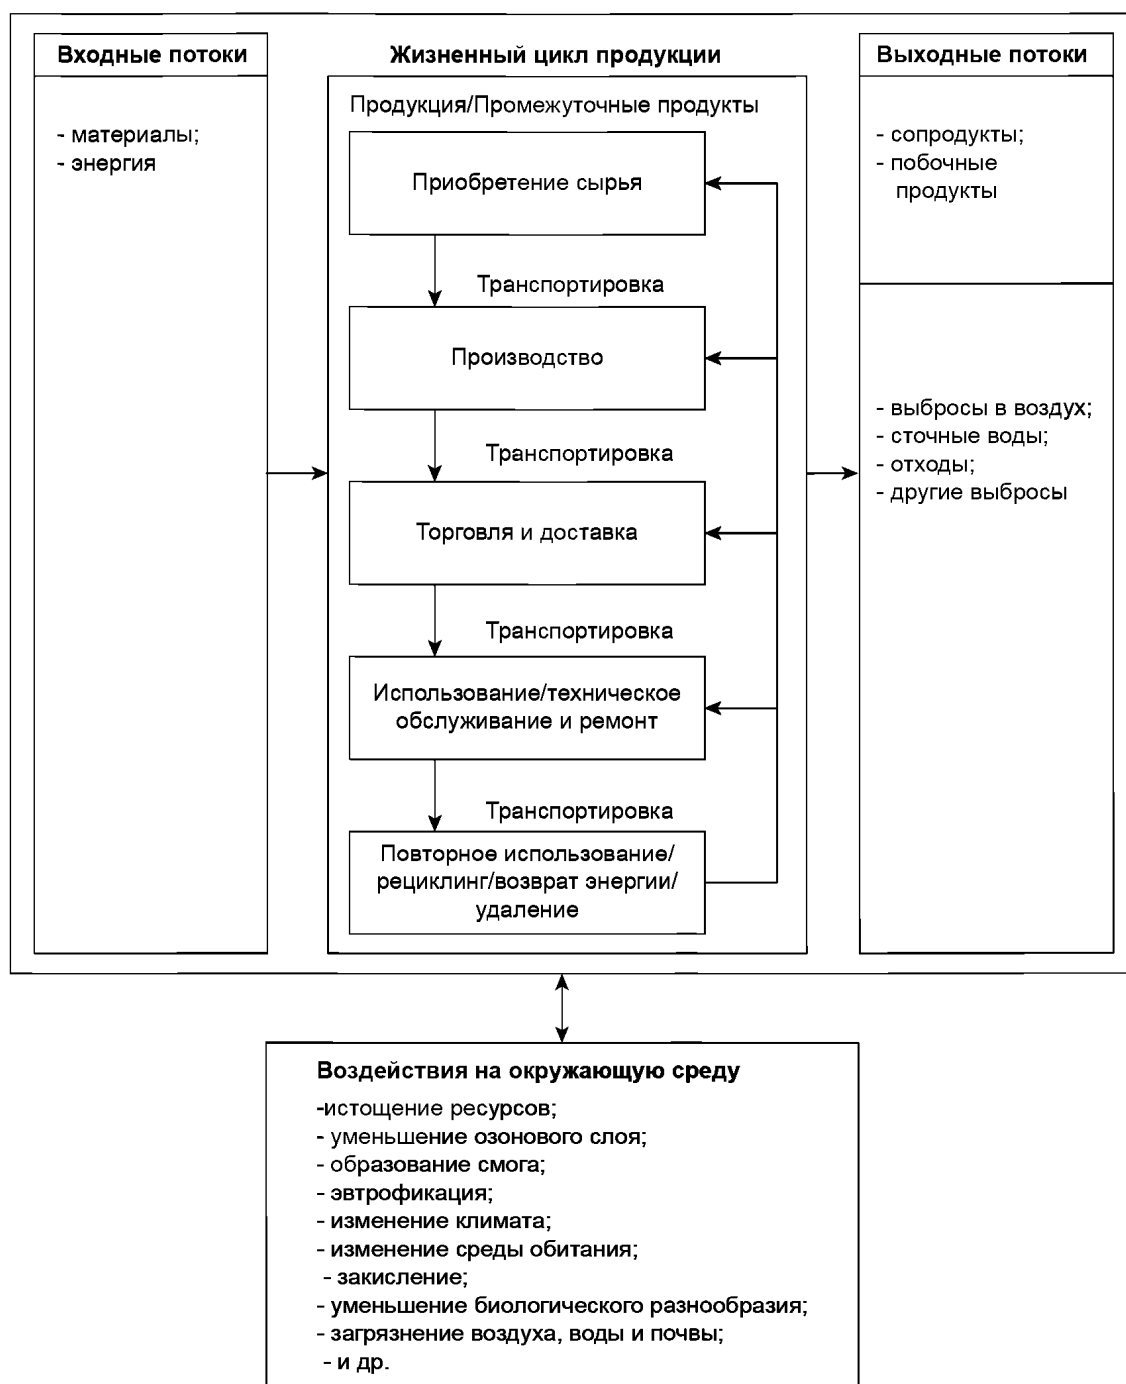 Входные потоки
- материалы;
- энергия
Жизненный цикл продукции
Продукция/Промежуточные продукты
Приобретение сырья
Транспортировка
Производство
Транспортировка
Торговля и доставка
Транспортировка
Использование/техническое
обслуживание и ремонт
Транспортировка
Повторное использование/
рециклинг/возврат энергии/
удаление
Выходные потоки
- сопродукты;
- побочные
продукты
- выбросы в воздух;
- сточные воды;
- отходы;
- другие выбросы
Воздействия на окружающую среду
-истощение ресурсов;
- уменьшение озонового слоя;
- образование смога;
- эвтрофикация;
- изменение климата;
- изменение среды обитания;
- закисление;
- уменьшение биологического разнообразия;
- загрязнение воздуха, воды и почвы;
- и др.